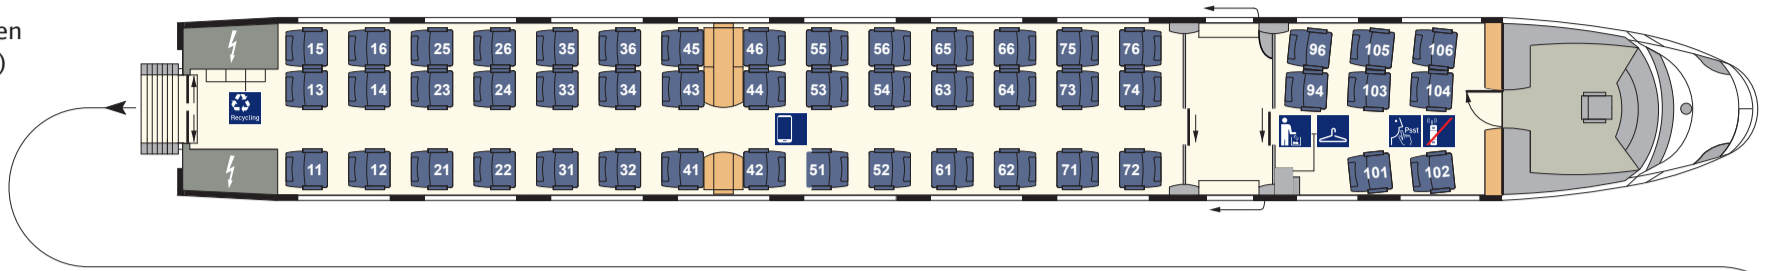 en
)
15 16 25 26 35 36 45 46 55 56 65 66 75 76 96 105 106
13 14 23 24 33 34 43 44 53 54 63 64 73 74 94 103 104
Recycling
Psst
11 12 21 22 31 32 41 42 51 52 61 62 71 72 101 102